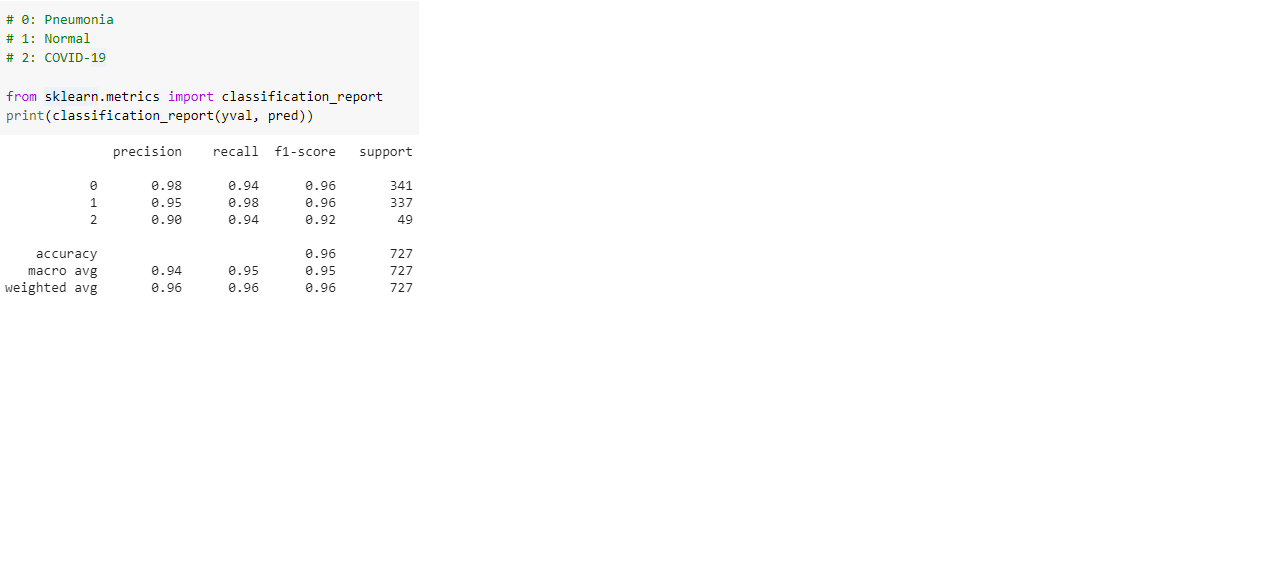 # 0: Pneumonia
# 1: Normal
# 2: COVID-19
from sklearn.metrics import classification_report
print(classification_report(yval, pred))
precision recall f1-score support
0 0.98 0.94 0.96 341
1 0.95 0.98 0.96 337
2 0.90 0.94 0.92 49
accuracy 0.96 727
macro avg 0.94 0.95 0.95 727
weighted avg 0.96 0.96 0.96 727